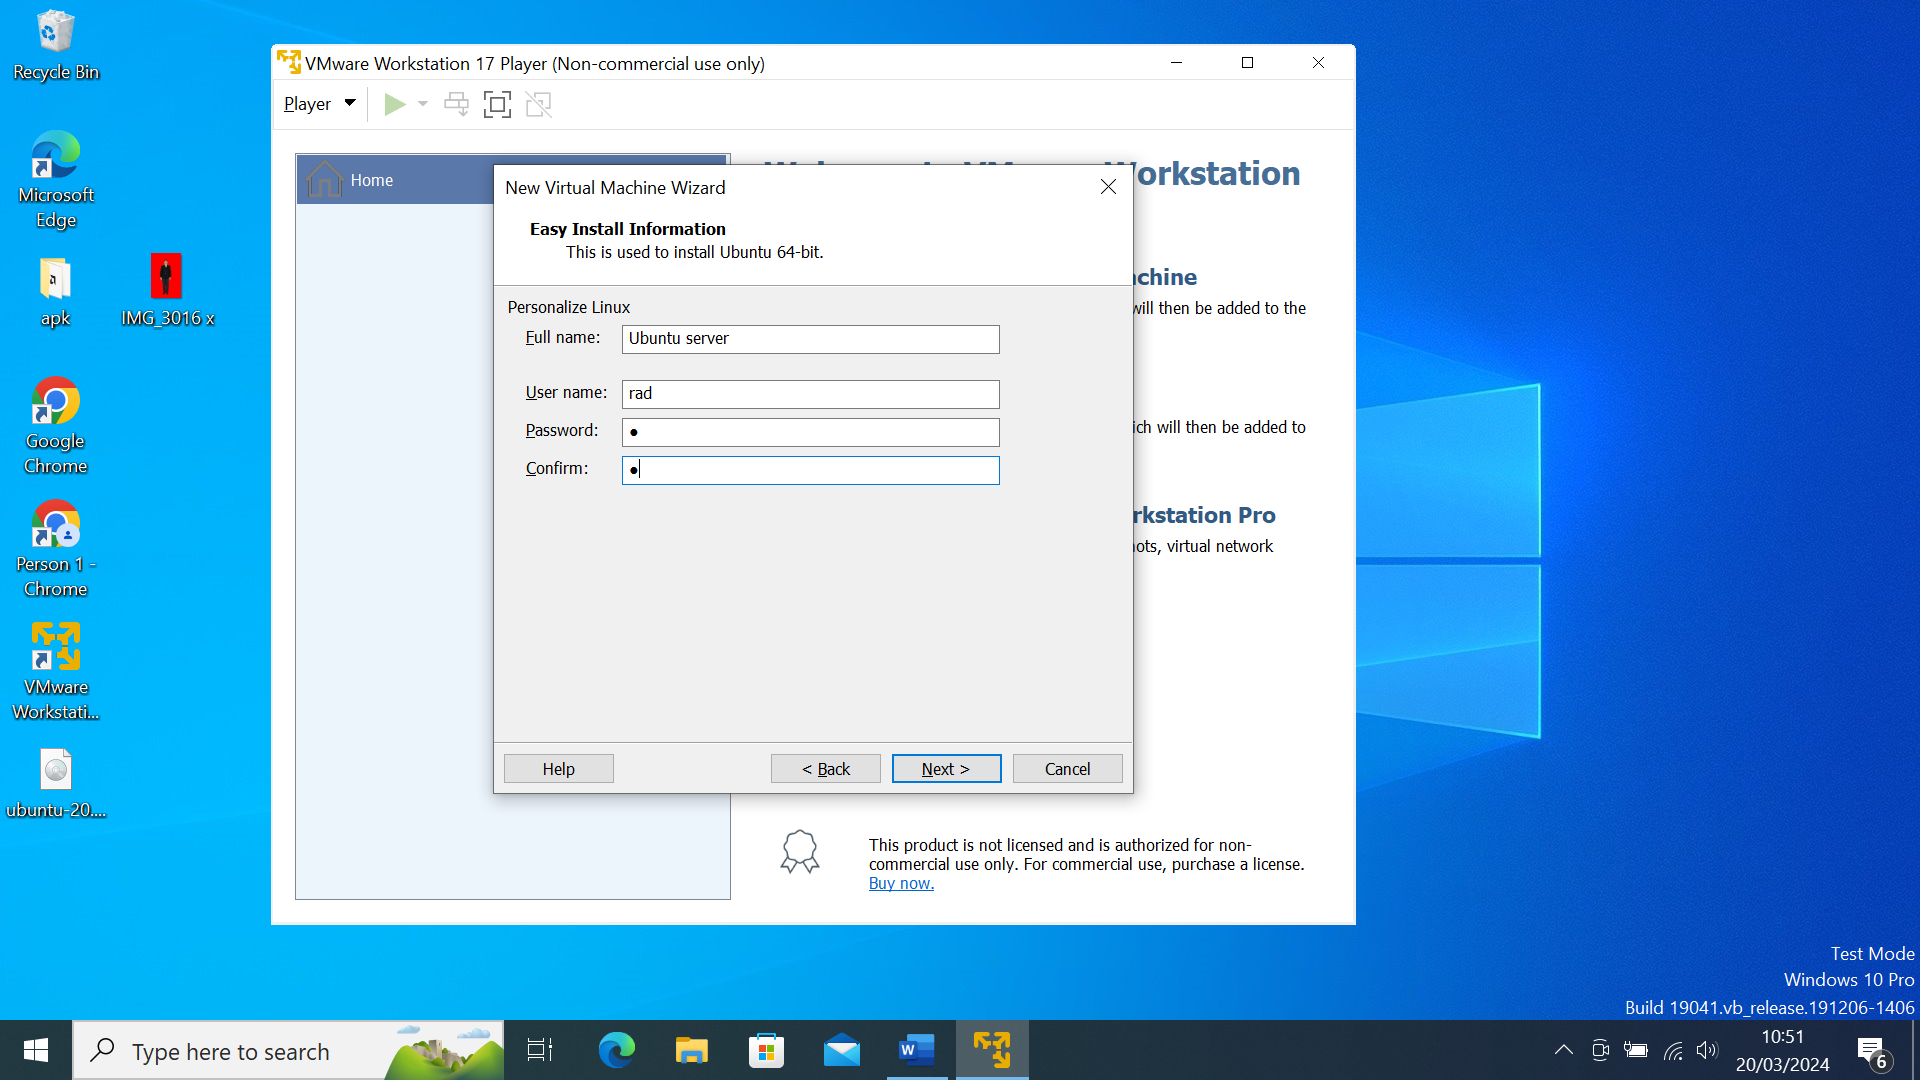 Recycle Bin
Microsoft
Edge
apk
IMG_3016 x
Google
Chrome
Person 1 -
Chrome
VMware
Workstati...
ubuntu-20....
VMware Workstation 17 Player (Non-commercial use only)
Player
Home
orkstation
achine
will then be added to the
ich will then be added to
rkstation Pro
ots, virtual network
New Virtual Machine Wizard
Easy Install Information
This is used to install Ubuntu 64-bit.
Personalize Linux
Full name: Ubuntu server
User name: rad
Password: ●
Confirm: ●
Help
< Back
Next >
Cancel
This product is not licensed and is authorized for non-
commercial use only. For commercial use, purchase a license.
Buy now.
Test Mode
Windows 10 Pro
Build 19041.vb_release.191206-1406
Type here to search
W
10:51
20/03/2024
6